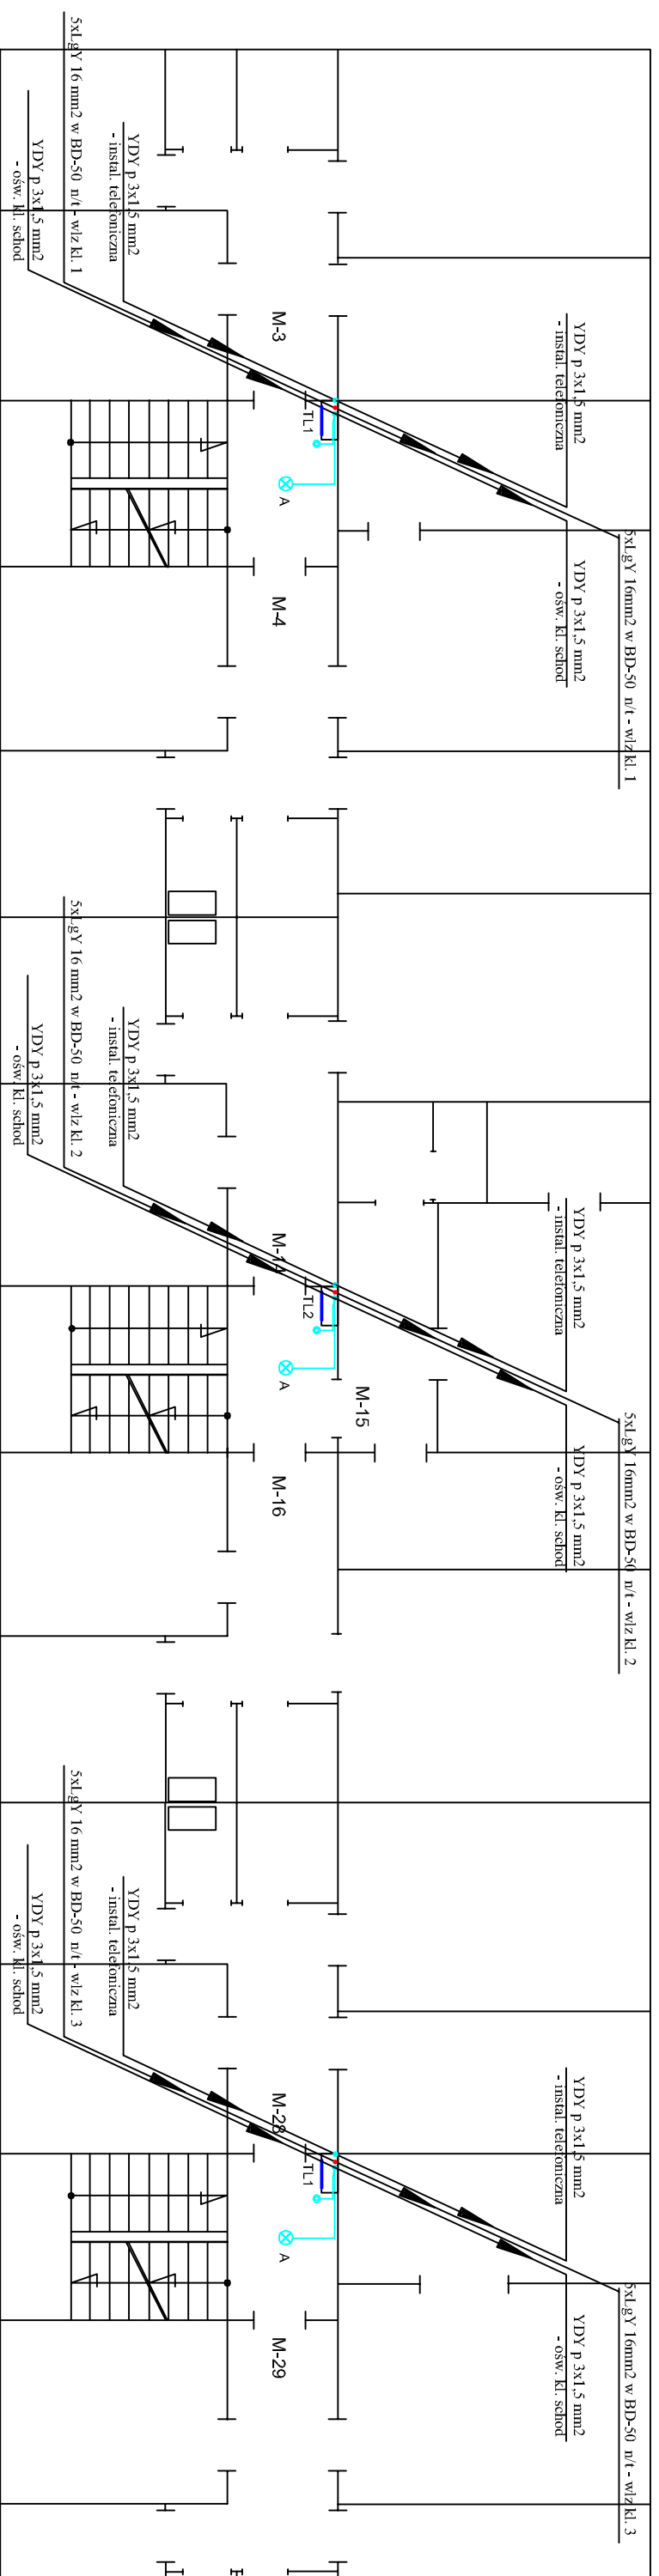 5xLgY 16 mm2 w BD-50 n/t - wlz kl. 1
YDY p 3x1,5 mm2
- ośw. kl. schod
YDY p 3x1,5 mm2
- instal. telefoniczna
M-3
TL1
A
M-4
YDY p 3x1,5 mm2
- instal. telefoniczna
YDY p 3x1,5 mm2
- ośw. kl. schod
5xLgY 16mm2 w BD-50 n/t - wlz kl. 1
5xLgY 16 mm2 w BD-50 n/t - wlz kl. 2
YDY p 3x1,5 mm2
- ośw. kl. schod
YDY p 3x1,5 mm2
- instal. telefoniczna
M-14
TL2
A
M-15
M-16
YDY p 3x1,5 mm2
- instal. telefoniczna
YDY p 3x1,5 mm2
- ośw. kl. schod
5xLgY 16mm2 w BD-50 n/t - wlz kl. 2
5xLgY 16 mm2 w BD-50 n/t - wlz kl. 3
YDY p 3x1,5 mm2
- ośw. kl. schod
YDY p 3x1,5 mm2
- instal. telefoniczna
M-28
TL1
A
M-29
YDY p 3x1,5 mm2
- instal. telefoniczna
YDY p 3x1,5 mm2
- ośw. kl. schod
5xLgY 16mm2 w BD-50 n/t - wlz kl. 3